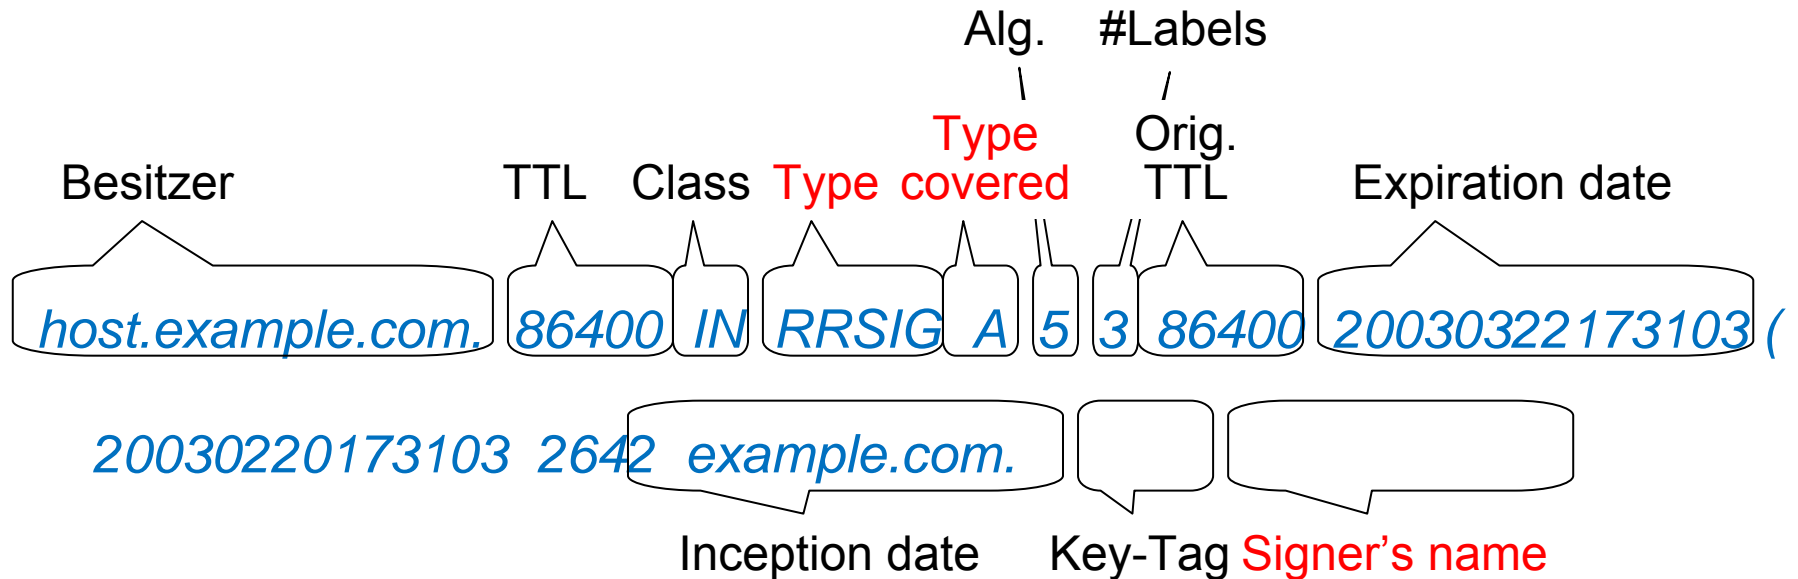 Alg. #Labels
Type Orig.
Besitzer TTL Class Type covered TTL Expiration date
host.example.com. 86400 IN RRSIG A 5 3 86400 20030322173103 (
20030220173103 2642 example.com.
Inception date Key-Tag Signer’s name